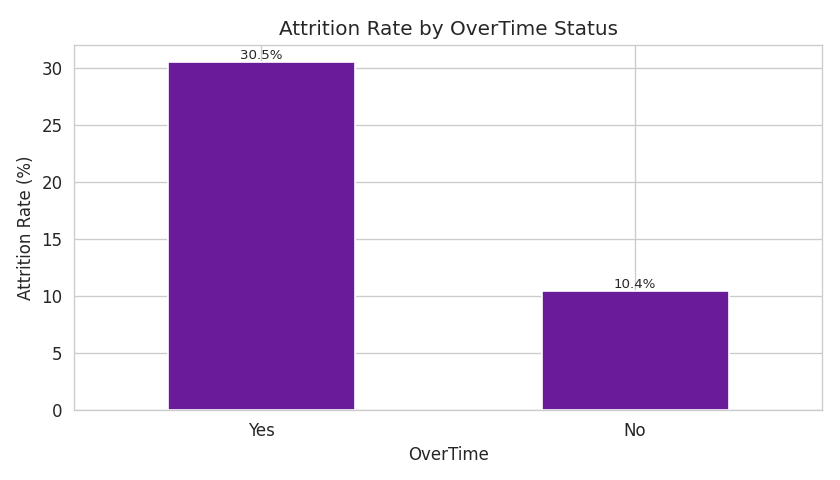 Attrition Rate by OverTime Status
30.5%
10.4%
Attrition Rate (%)
30
25
20
15
10
5
0
Yes
No
OverTime